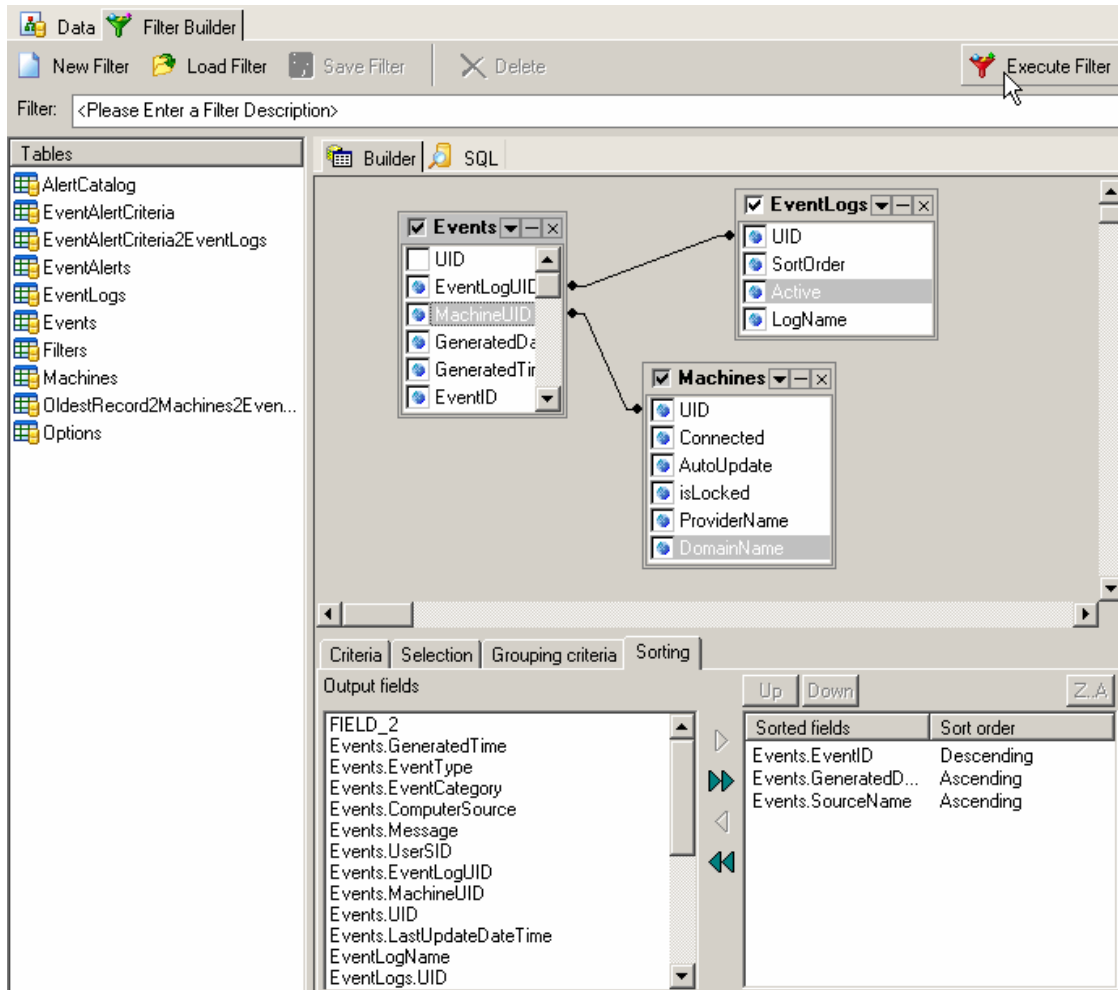 Data Filter Builder
New Filter Load Filter Save Filter Delete Execute Filter
Filter: <Please Enter a Filter Description>
Tables
AlertCatalog
EventAlertCriteria
EventAlertCriteria2EventLogs
EventAlerts
EventLogs
Events
Filters
Machines
OldestRecord2Machines2Even...
Options
Builder SQL
Events
UID
EventLogUID
MachineUID
GeneratedDa
GeneratedTir
EventID
EventLogs
UID
SortOrder
Active
LogName
Machines
UID
Connected
AutoUpdate
isLocked
ProviderName
DomainName
Criteria Selection Grouping criteria Sorting
Output fields
FIELD_2
Events.GeneratedTime
Events.EventType
Events.EventCategory
Events.ComputerSource
Events.Message
Events.UserSID
Events.EventLogUID
Events.MachineUID
Events.UID
Events.LastUpdateDateTime
EventLogName
EventLogs.UID
Up Down Z..A
Sorted fields Sort order
Events.EventID Descending
Events.GeneratedD... Ascending
Events.SourceName Ascending